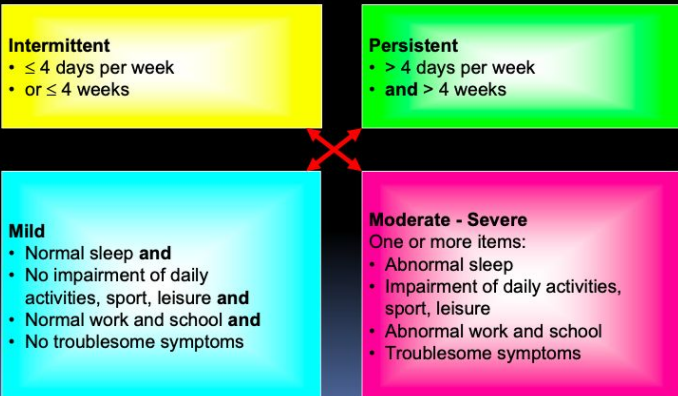 Intermittent
• ≤ 4 days per week
• or ≤ 4 weeks
Persistent
• > 4 days per week
• and > 4 weeks
Mild
• Normal sleep and
• No impairment of daily
activities, sport, leisure and
• Normal work and school and
• No troublesome symptoms
Moderate - Severe
One or more items:
• Abnormal sleep
• Impairment of daily activities,
sport, leisure
• Abnormal work and school
• Troublesome symptoms